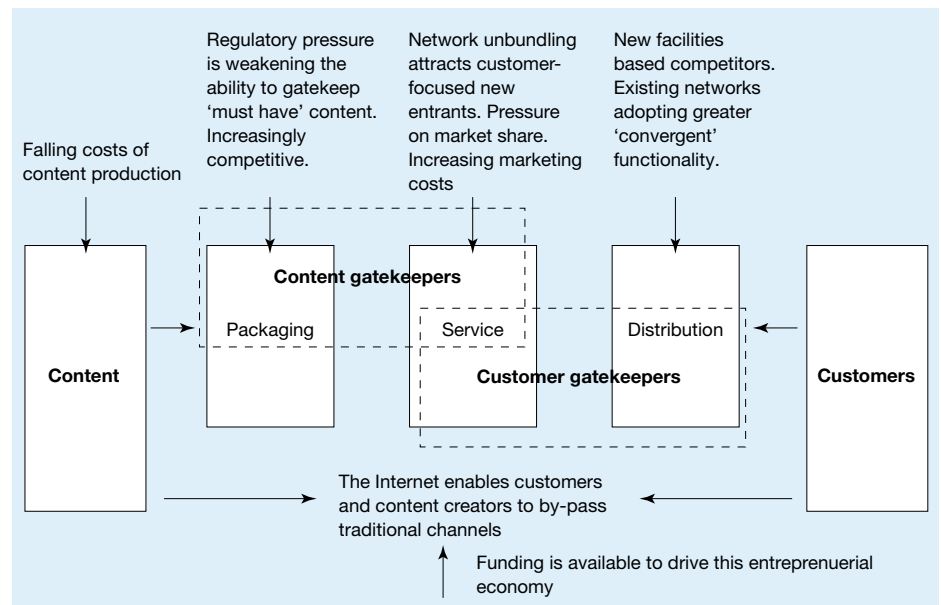 Falling costs of
content production
Regulatory pressure
is weakening the
ability to gatekeep
‘must have’ content.
Increasingly
competitive.
Network unbundling
attracts customer-
focused new
entrants. Pressure
on market share.
Increasing marketing
costs
New facilities
based competitors.
Existing networks
adopting greater
‘convergent’
functionality.
Content gatekeepers
Packaging
Service
Distribution
Content
Customer gatekeepers
Customers
The Internet enables customers
and content creators to by-pass
traditional channels
Funding is available to drive this entreprenuerial
economy